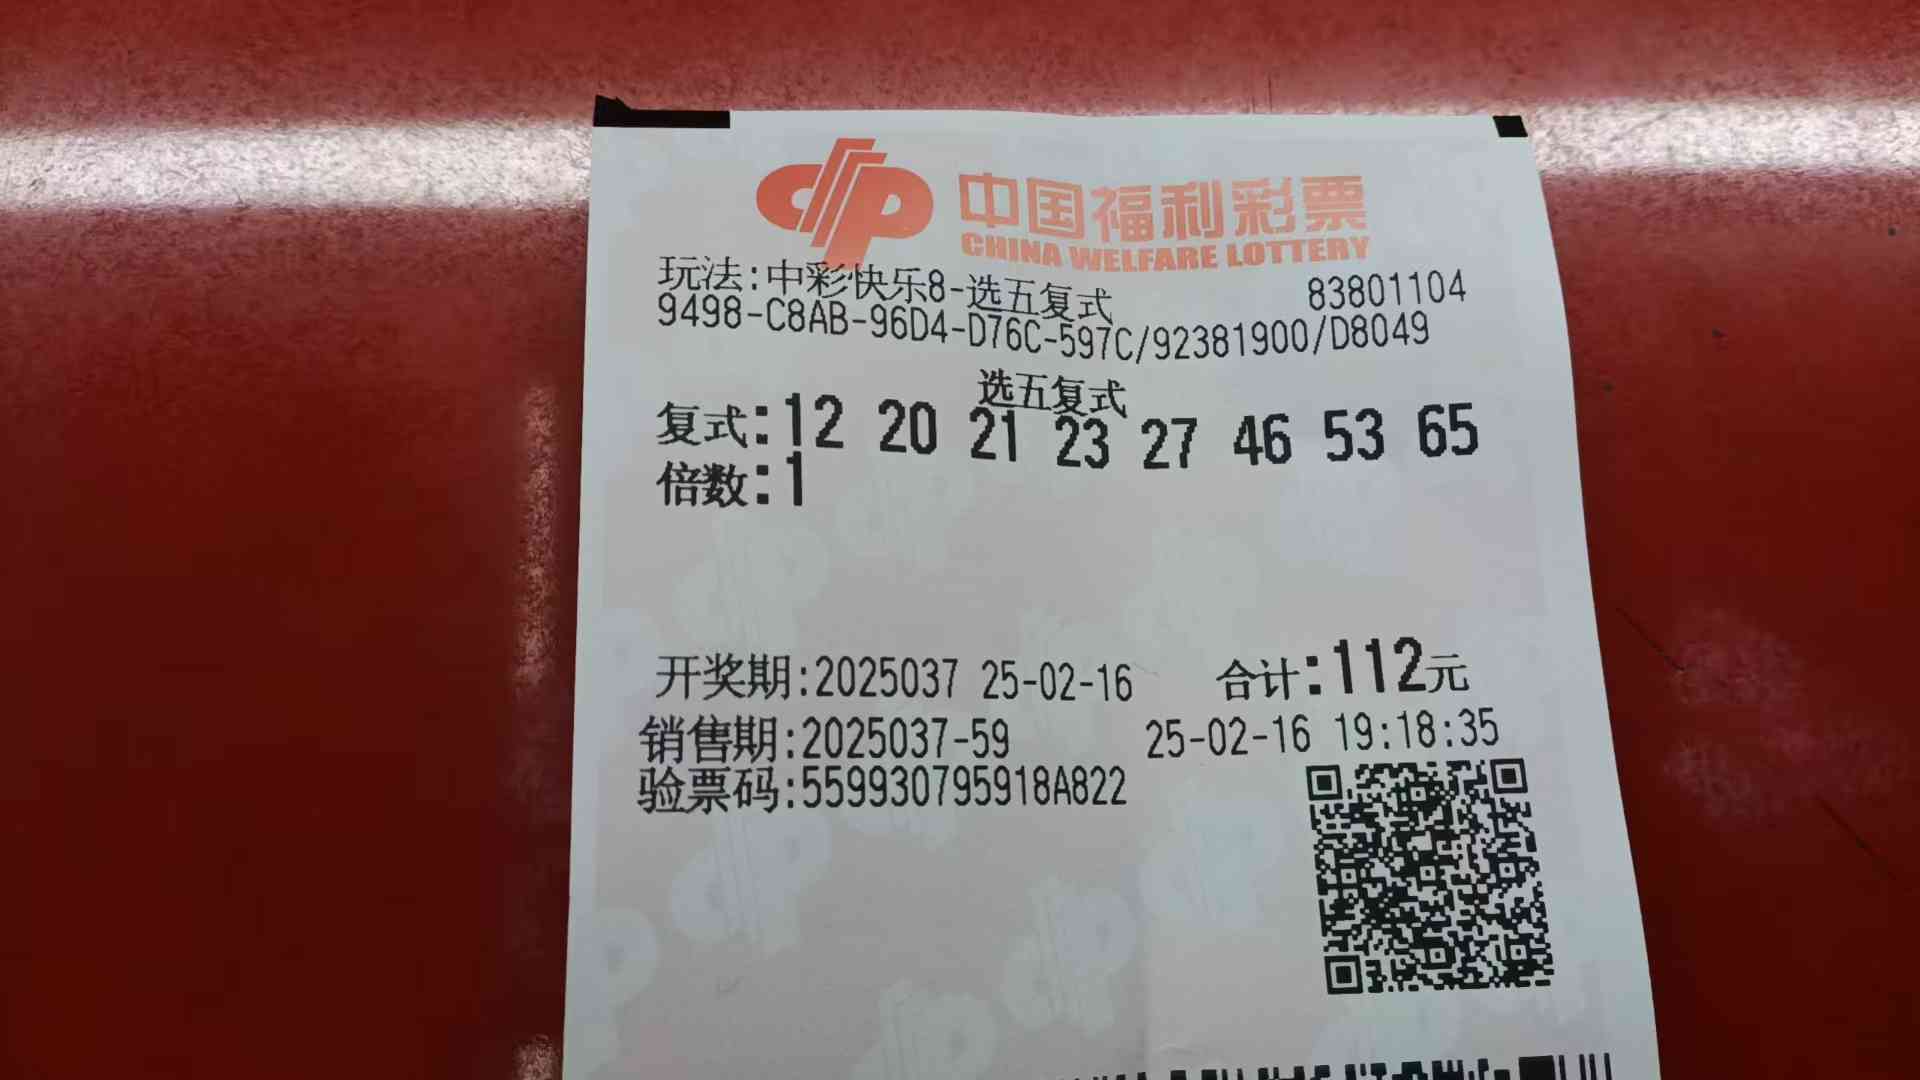 中国福利彩票
CHINA WELFARE LOTTERY
玩法:中彩快乐8-选五复式 83801104
9498-C8AB-96D4-D76C-597C/92381900/D8049
选五复式
复式:12 20 21 23 27 46 53 65
倍数:1
开奖期:2025037 25-02-16 合计:112元
销售期:2025037-59 25-02-16 19:18:35
验票码:559930795918A822